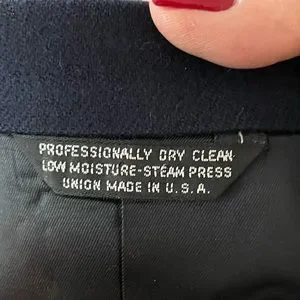 PROFESSIONALLY DRY CLEAN
LOW MOISTURE-STEAM PRESS
UNION MADE IN U.S.A.